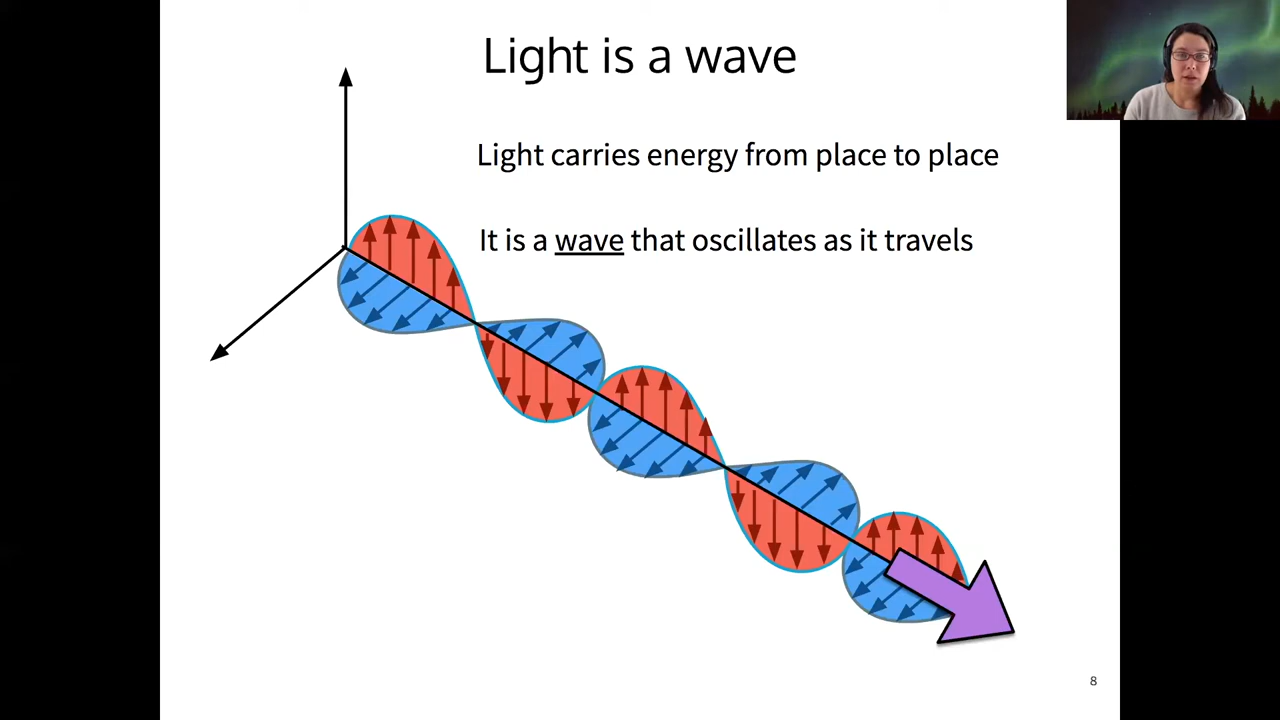 Light is a wave
Light carries energy from place to place
It is a wave that oscillates as it travels
8